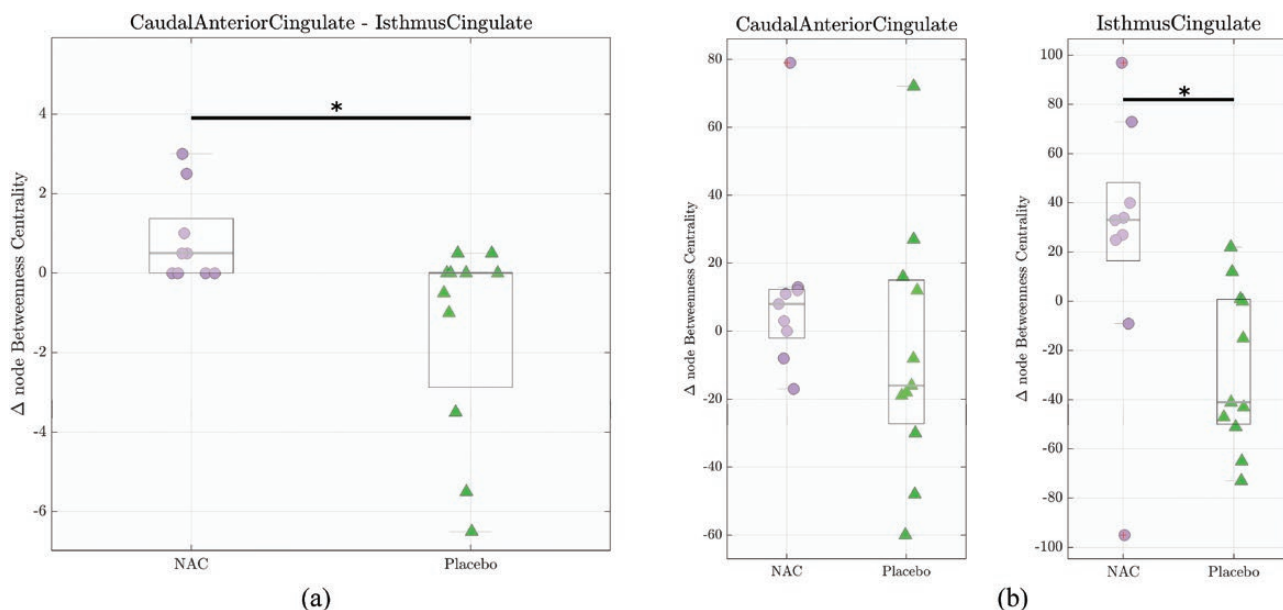 CaudalAnteriorCingulate - IsthmusCingulate
Δ node Betweenness Centrality
4
2
0
-2
-4
-6
*
NAC
Placebo
(a)
CaudalAnteriorCingulate
Δ node Betweenness Centrality
80
60
40
20
0
-20
-40
-60
NAC
Placebo
IsthmusCingulate
Δ node Betweenness Centrality
100
80
60
40
20
0
-20
-40
-60
-80
-100
*
NAC
Placebo
(b)